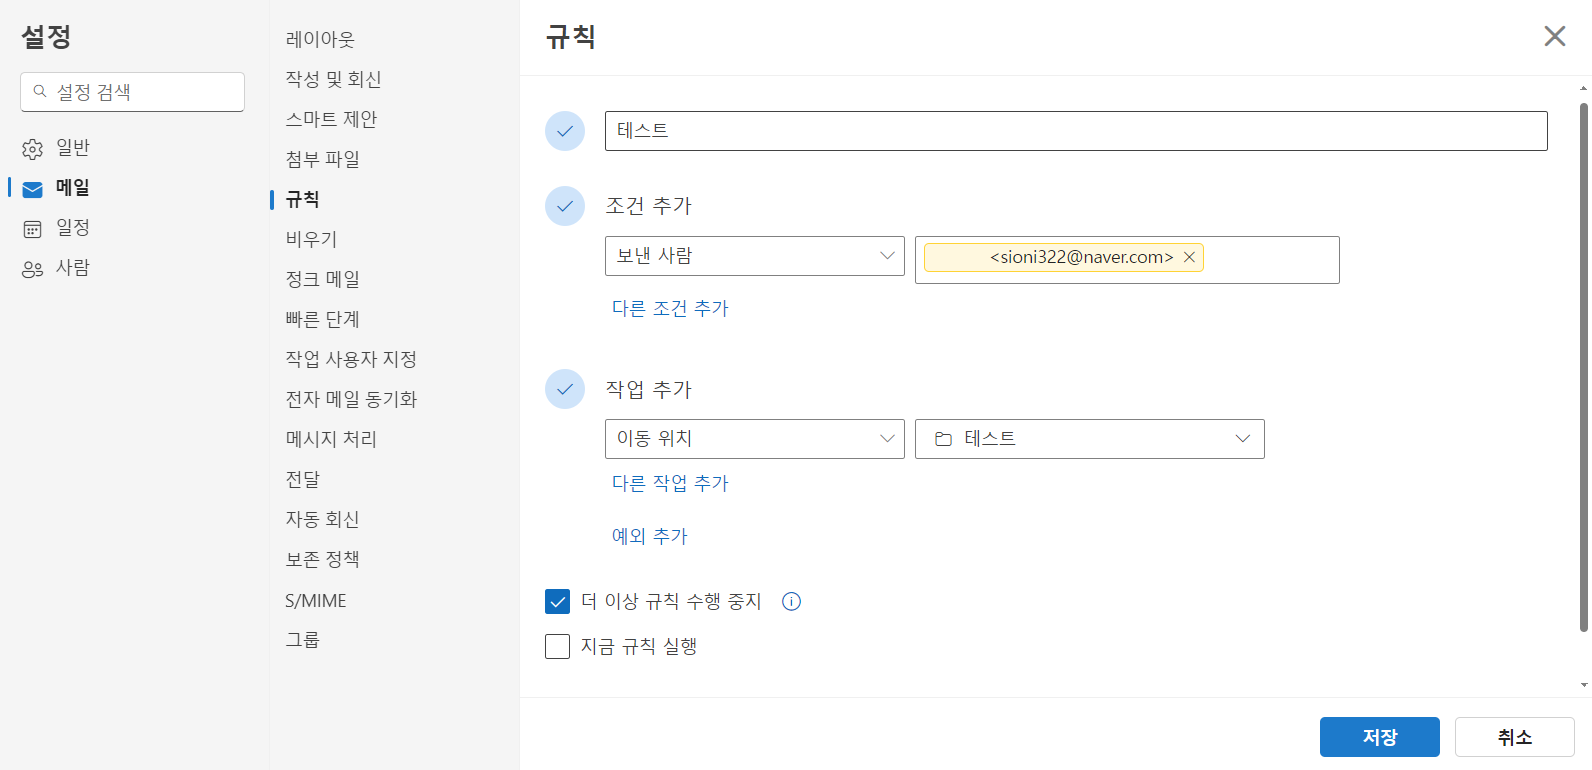 설정
설정 검색
일반
메일
일정
사람
레이아웃
작성 및 회신
스마트 제안
첨부 파일
규칙
비우기
정크 메일
빠른 단계
작업 사용자 지정
전자 메일 동기화
메시지 처리
전달
자동 회신
보존 정책
S/MIME
그룹
규칙
테스트
조건 추가
보낸 사람
<sioni322@naver.com>
다른 조건 추가
작업 추가
이동 위치
테스트
다른 작업 추가
예외 추가
더 이상 규칙 수행 중지
지금 규칙 실행
저장
취소